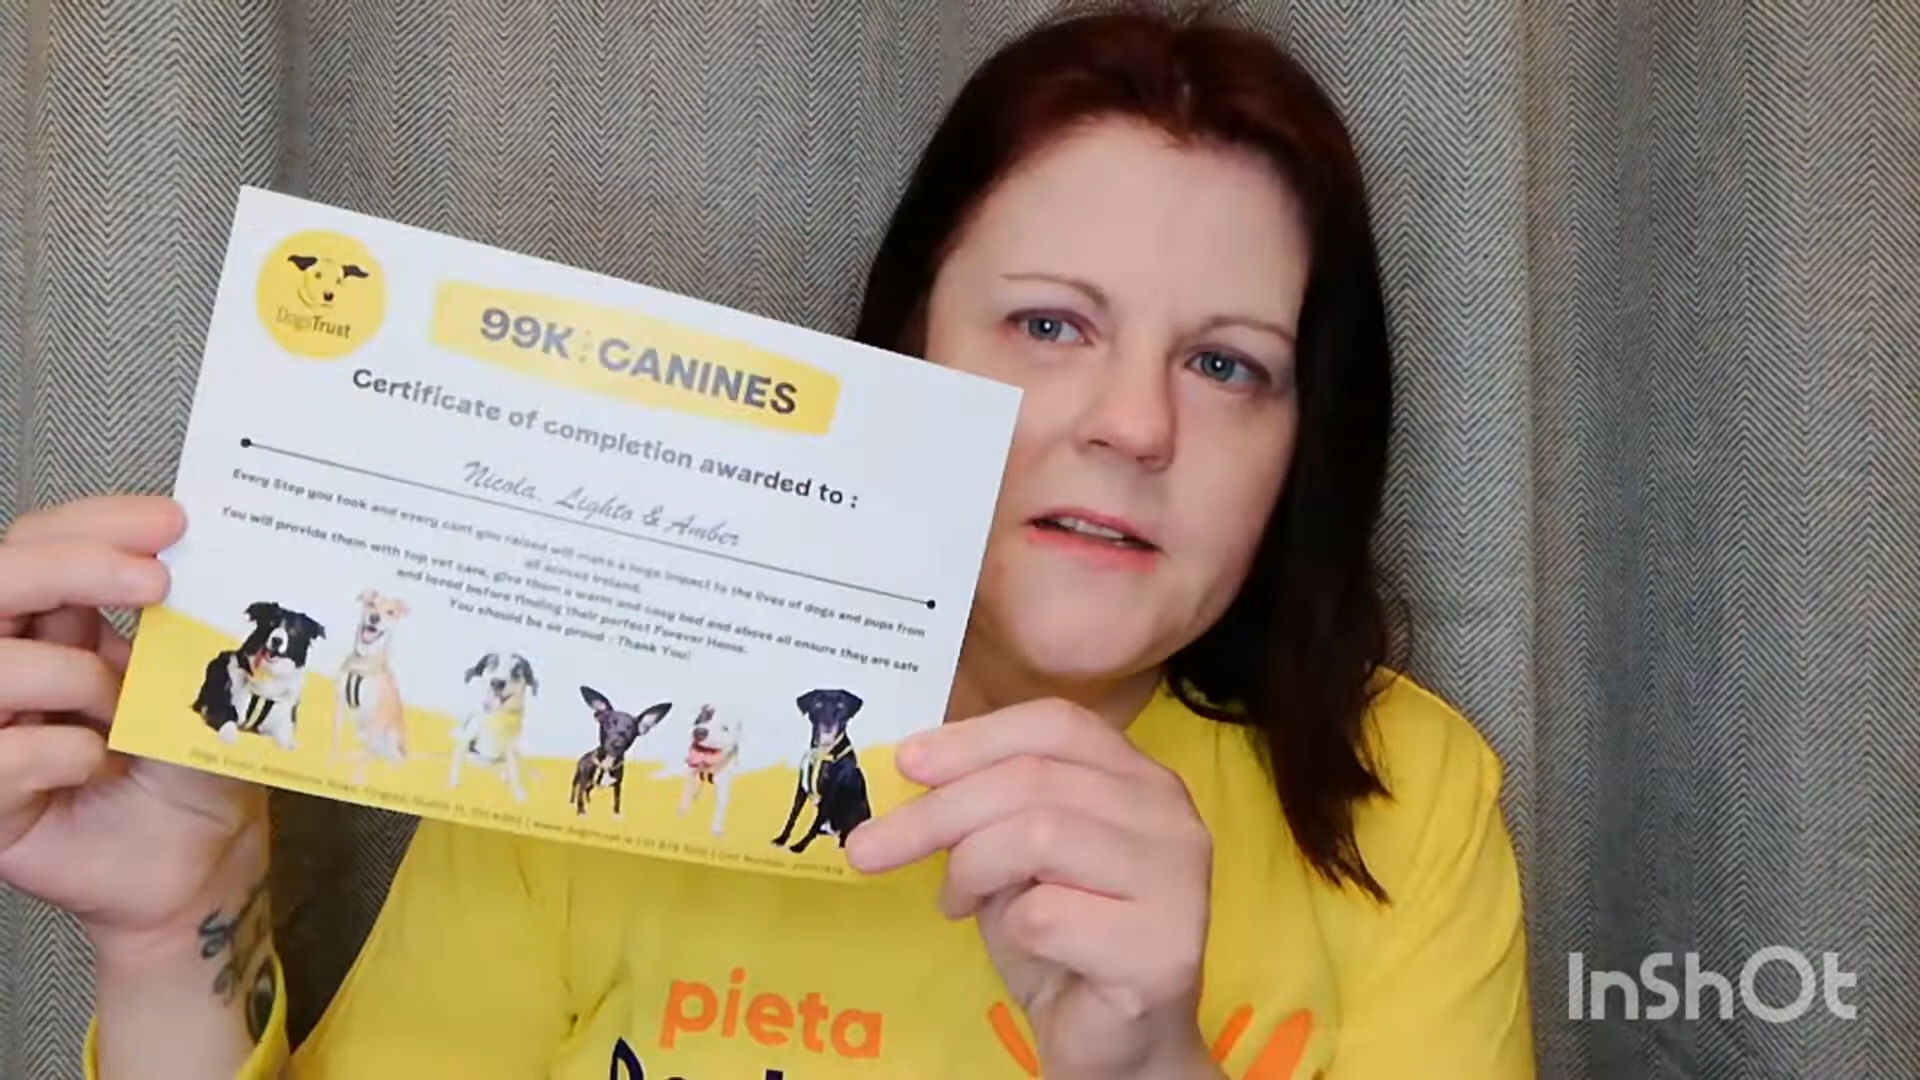 DogsTrust
99K CANINES
Certificate of completion awarded to :
Nicola, Lighto & Amber
Every Step you took and every cent you raised will make a huge impact to the lives of dogs and pups from
all across Ireland.
You will provide them with top vet care, give them a warm and cosy bed and above all ensure they are safe
and loved before finding their perfect Forever Home.
You should be so proud - Thank You!
pieta
InShOt